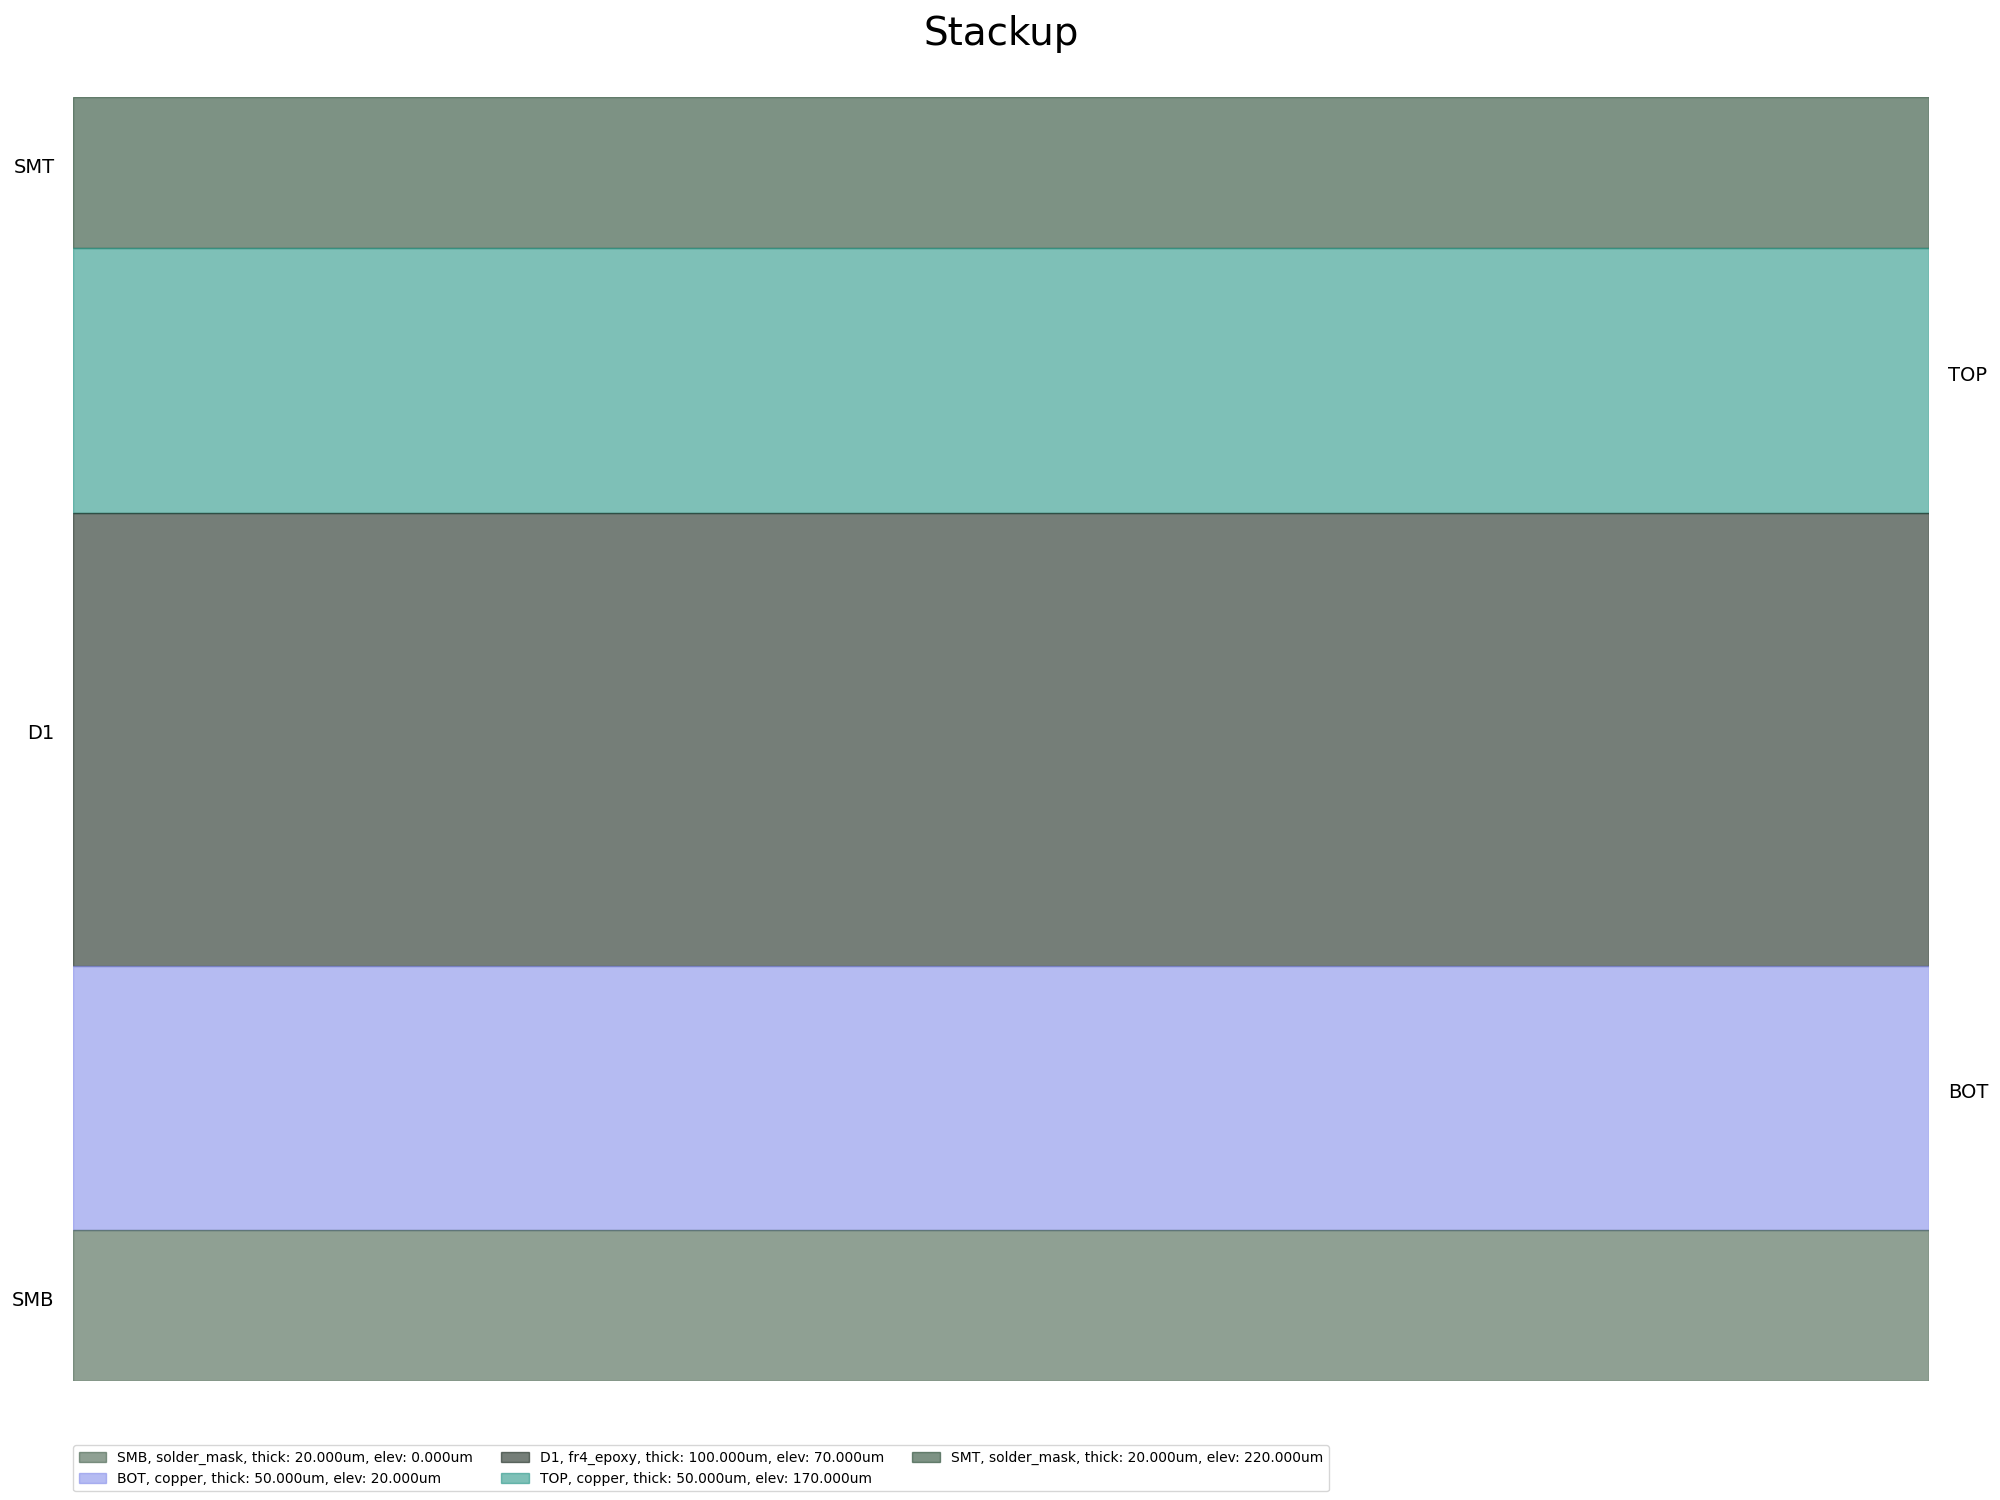 Stackup
SMT
TOP
D1
BOT
SMB
SMB, solder_mask, thick: 20.000um, elev: 0.000um
BOT, copper, thick: 50.000um, elev: 20.000um
D1, fr4_epoxy, thick: 100.000um, elev: 70.000um
TOP, copper, thick: 50.000um, elev: 170.000um
SMT, solder_mask, thick: 20.000um, elev: 220.000um